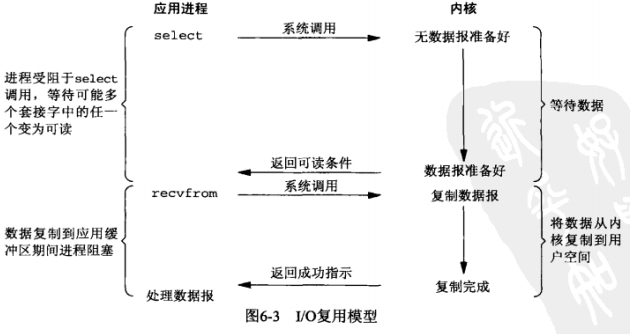 应用进程
内核
select
系统调用
无数据报准备好
进程受阻于select
调用，等待可能多
个套接字中的任一
个变为可读
等待数据
返回可读条件
数据报准备好
recvfrom
系统调用
复制数据报
数据复制到应用缓
冲区期间进程阻塞
将数据从内
核复制到用
户空间
返回成功指示
处理数据报
复制完成
图6-3 I/O复用模型